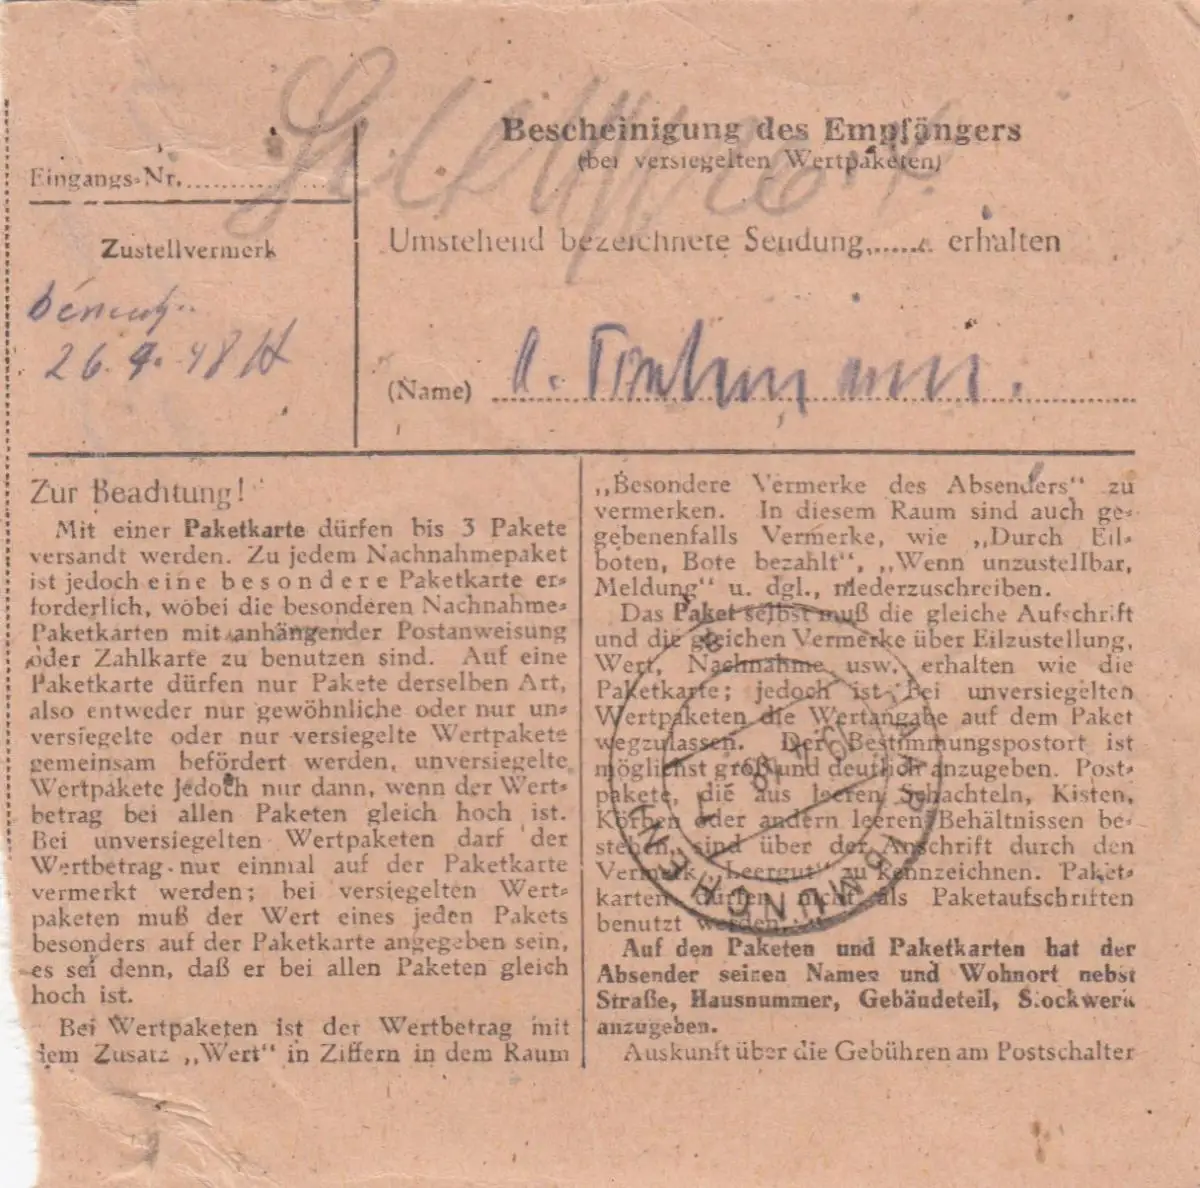 Bescheinigung des Empfängers
(bei versiegelten Wertpaketen)
Eingangs-Nr.
Umstehend bezeichnete Sendung...... erhalten
Zustellvermerk
26.4.48
(Name)
Zur Beachtung!
Mit einer Paketkarte dürfen bis 3 Pakete
versandt werden. Zu jedem Nachnahmepaket
ist jedoch eine besondere Paketkarte er-
forderlich, wobei die besonderen Nachnahme-
Paketkarten mit anhängender Postanweisung
oder Zahlkarte zu benutzen sind. Auf eine
Paketkarte dürfen nur Pakete derselben Art,
also entweder nur gewöhnliche oder nur un-
versiegelte oder nur versiegelte Wertpakete
gemeinsam befördert werden, unversiegelte
Wertpakete jedoch nur dann, wenn der Wert-
betrag bei allen Paketen gleich hoch ist.
Bei unversiegelten Wertpaketen darf der
Wertbetrag nur einmal auf der Paketkarte
vermerkt werden; bei versiegelten Wert-
paketen muß der Wert eines jeden Pakets
besonders auf der Paketkarte angegeben sein,
es sei denn, daß er bei allen Paketen gleich
hoch ist.
Bei Wertpaketen ist der Wertbetrag mit
dem Zusatz „Wert" in Ziffern in dem Raum
„Besondere Vermerke des Absenders" zu
vermerken. In diesem Raum sind auch ge-
gebenenfalls Vermerke, wie „Durch Eil-
boten, Bote bezahlt", „Wenn unzustellbar,
Meldung" u. dgl., niederzuschreiben.
Das Paket selbst muß die gleiche Aufschrift
und die gleichen Vermerke über Eilzustellung,
Wert, Nachnahme usw. erhalten wie die
Paketkarte; jedoch ist bei unversiegelten
Wertpaketen die Wertangabe auf dem Paket
wegzulassen. Der Bestimmungspostort ist
möglichst groß und deutlich anzugeben. Post-
pakete, die aus leeren Schachteln, Kisten,
Körben oder andern leeren Behältnissen be-
stehen, sind über der Anschrift durch den
Vermerk „Leergut" zu kennzeichnen. Paket-
karten dürfen nicht als Paketaufschriften
benutzt werden.
Auf den Paketen und Paketkarten hat der
Absender seinen Namen und Wohnort nebst
Straße, Hausnummer, Gebäudeteil, Stockwerk
anzugeben.
Auskunft über die Gebühren am Postschalter
HAAR B. MÜNCHEN